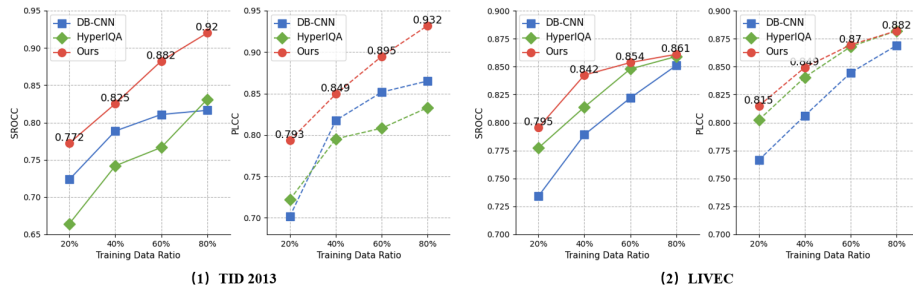 DB-CNN
HyperIQA
Ours
0.95
0.90
0.85
0.80
0.75
0.70
0.65
SROCC
0.772
0.825
0.882
0.92
20%
40%
60%
80%
Training Data Ratio
DB-CNN
HyperIQA
Ours
0.95
0.90
0.85
0.80
0.75
0.70
PLCC
0.793
0.849
0.895
0.932
20%
40%
60%
80%
Training Data Ratio
(1) TID 2013
DB-CNN
HyperIQA
Ours
0.900
0.875
0.850
0.825
0.800
0.775
0.750
0.725
0.700
SROCC
0.795
0.842
0.854
0.861
20%
40%
60%
80%
Training Data Ratio
DB-CNN
HyperIQA
Ours
0.900
0.875
0.850
0.825
0.800
0.775
0.750
0.725
0.700
PLCC
0.815
0.849
0.87
0.882
20%
40%
60%
80%
Training Data Ratio
(2) LIVEC